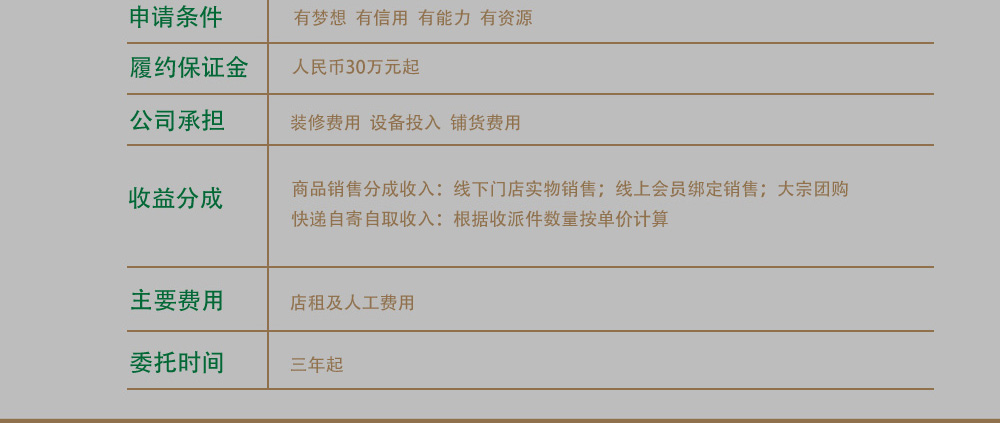 申请条件 有梦想 有信用 有能力 有资源
履约保证金 人民币30万元起
公司承担 装修费用 设备投入 铺货费用
收益分成 商品销售分成收入：线下门店实物销售；线上会员绑定销售；大宗团购
快递自寄自取收入：根据收派件数量按单价计算
主要费用 店租及人工费用
委托时间 三年起